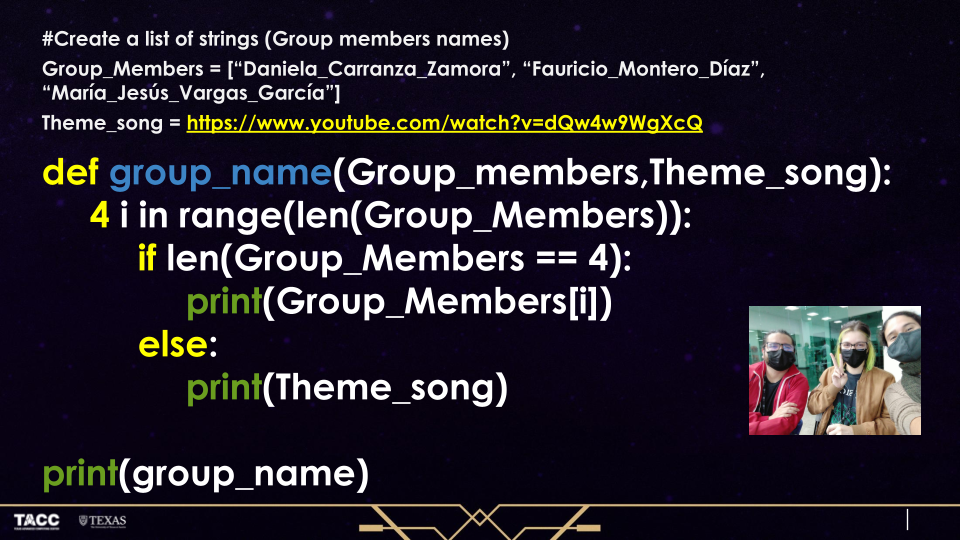 #Create a list of strings (Group members names)
Group_Members = [“Daniela_Carranza_Zamora”, “Fauricio_Montero_Díaz”,
“María_Jesús_Vargas_García”]
Theme_song = https://www.youtube.com/watch?v=dQw4w9WgXcQ
def group_name(Group_members,Theme_song):
4 i in range(len(Group_Members)):
if len(Group_Members == 4):
print(Group_Members[i])
else:
print(Theme_song)
print(group_name)
TACC
TEXAS